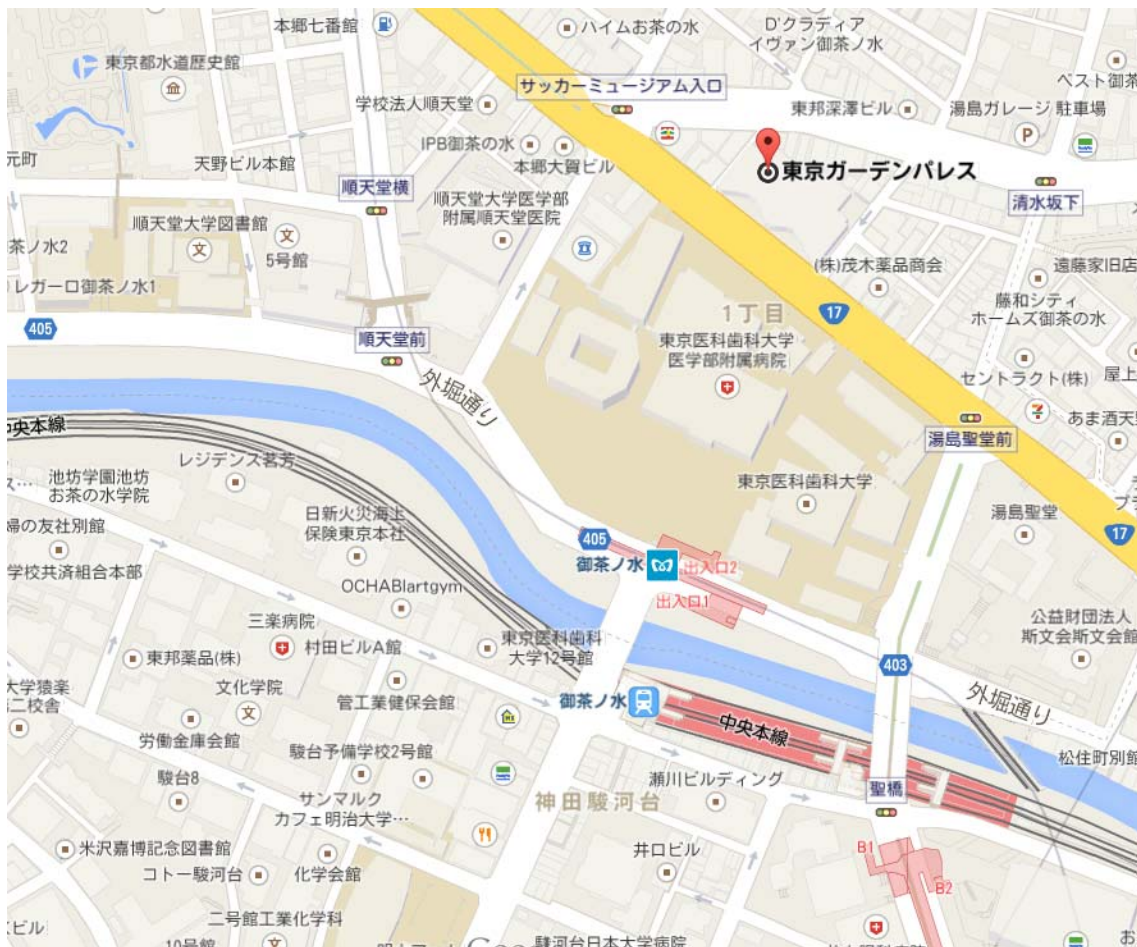 本郷七番館
ハイムお茶の水
D'クラディア
イヴァン御茶ノ水
東京都水道歴史館
サッカーミュージアム入口
ベスト御茶
学校法人順天堂
東邦深澤ビル
湯島ガレージ 駐車場
P
IPB御茶の水
元町
天野ビル本館
本郷大賀ビル
東京ガーデンパレス
順天堂横
順天堂大学医学部
附属順天堂医院
清水坂下
順天堂大学図書館
文
文
5号館
茶ノ水2
(株)茂木薬品商会
遠藤家旧店
レガーロ御茶ノ水1
藤和シティ
ホームズ御茶の水
405
1丁目
17
順天堂前
東京医科歯科大学
医学部附属病院
外堀通り
セントラクト(株)
屋上
あま酒天
中央本線
湯島聖堂前
レジデンス茗芳
池坊学園池坊
お茶の水学院
東京医科歯科大学
湯島聖堂
17
日新火災海上
保険東京本社
婦の友社別館
405
御茶ノ水
出入口2
学校共済組合本部
OCHABIartgym
出入口1
三楽病院
公益財団法人
斯文会斯文会館
東邦薬品(株)
村田ビルA館
東京医科歯科
大学12号館
403
大学猿楽
二校舎
文化学院
文
管工業健保会館
御茶ノ水
外堀通り
中央本線
労働金庫会館
駿台予備学校2号館
松住町別館
駿台8
瀬川ビルディング
聖橋
サンマルク
カフェ明治大学…
神田駿河台
米沢嘉博記念図書館
井口ビル
B1
コトー駿河台
化学会館
B2
二号館工業化学科
ビル
10号館
文
駿河台日本大学病院
お